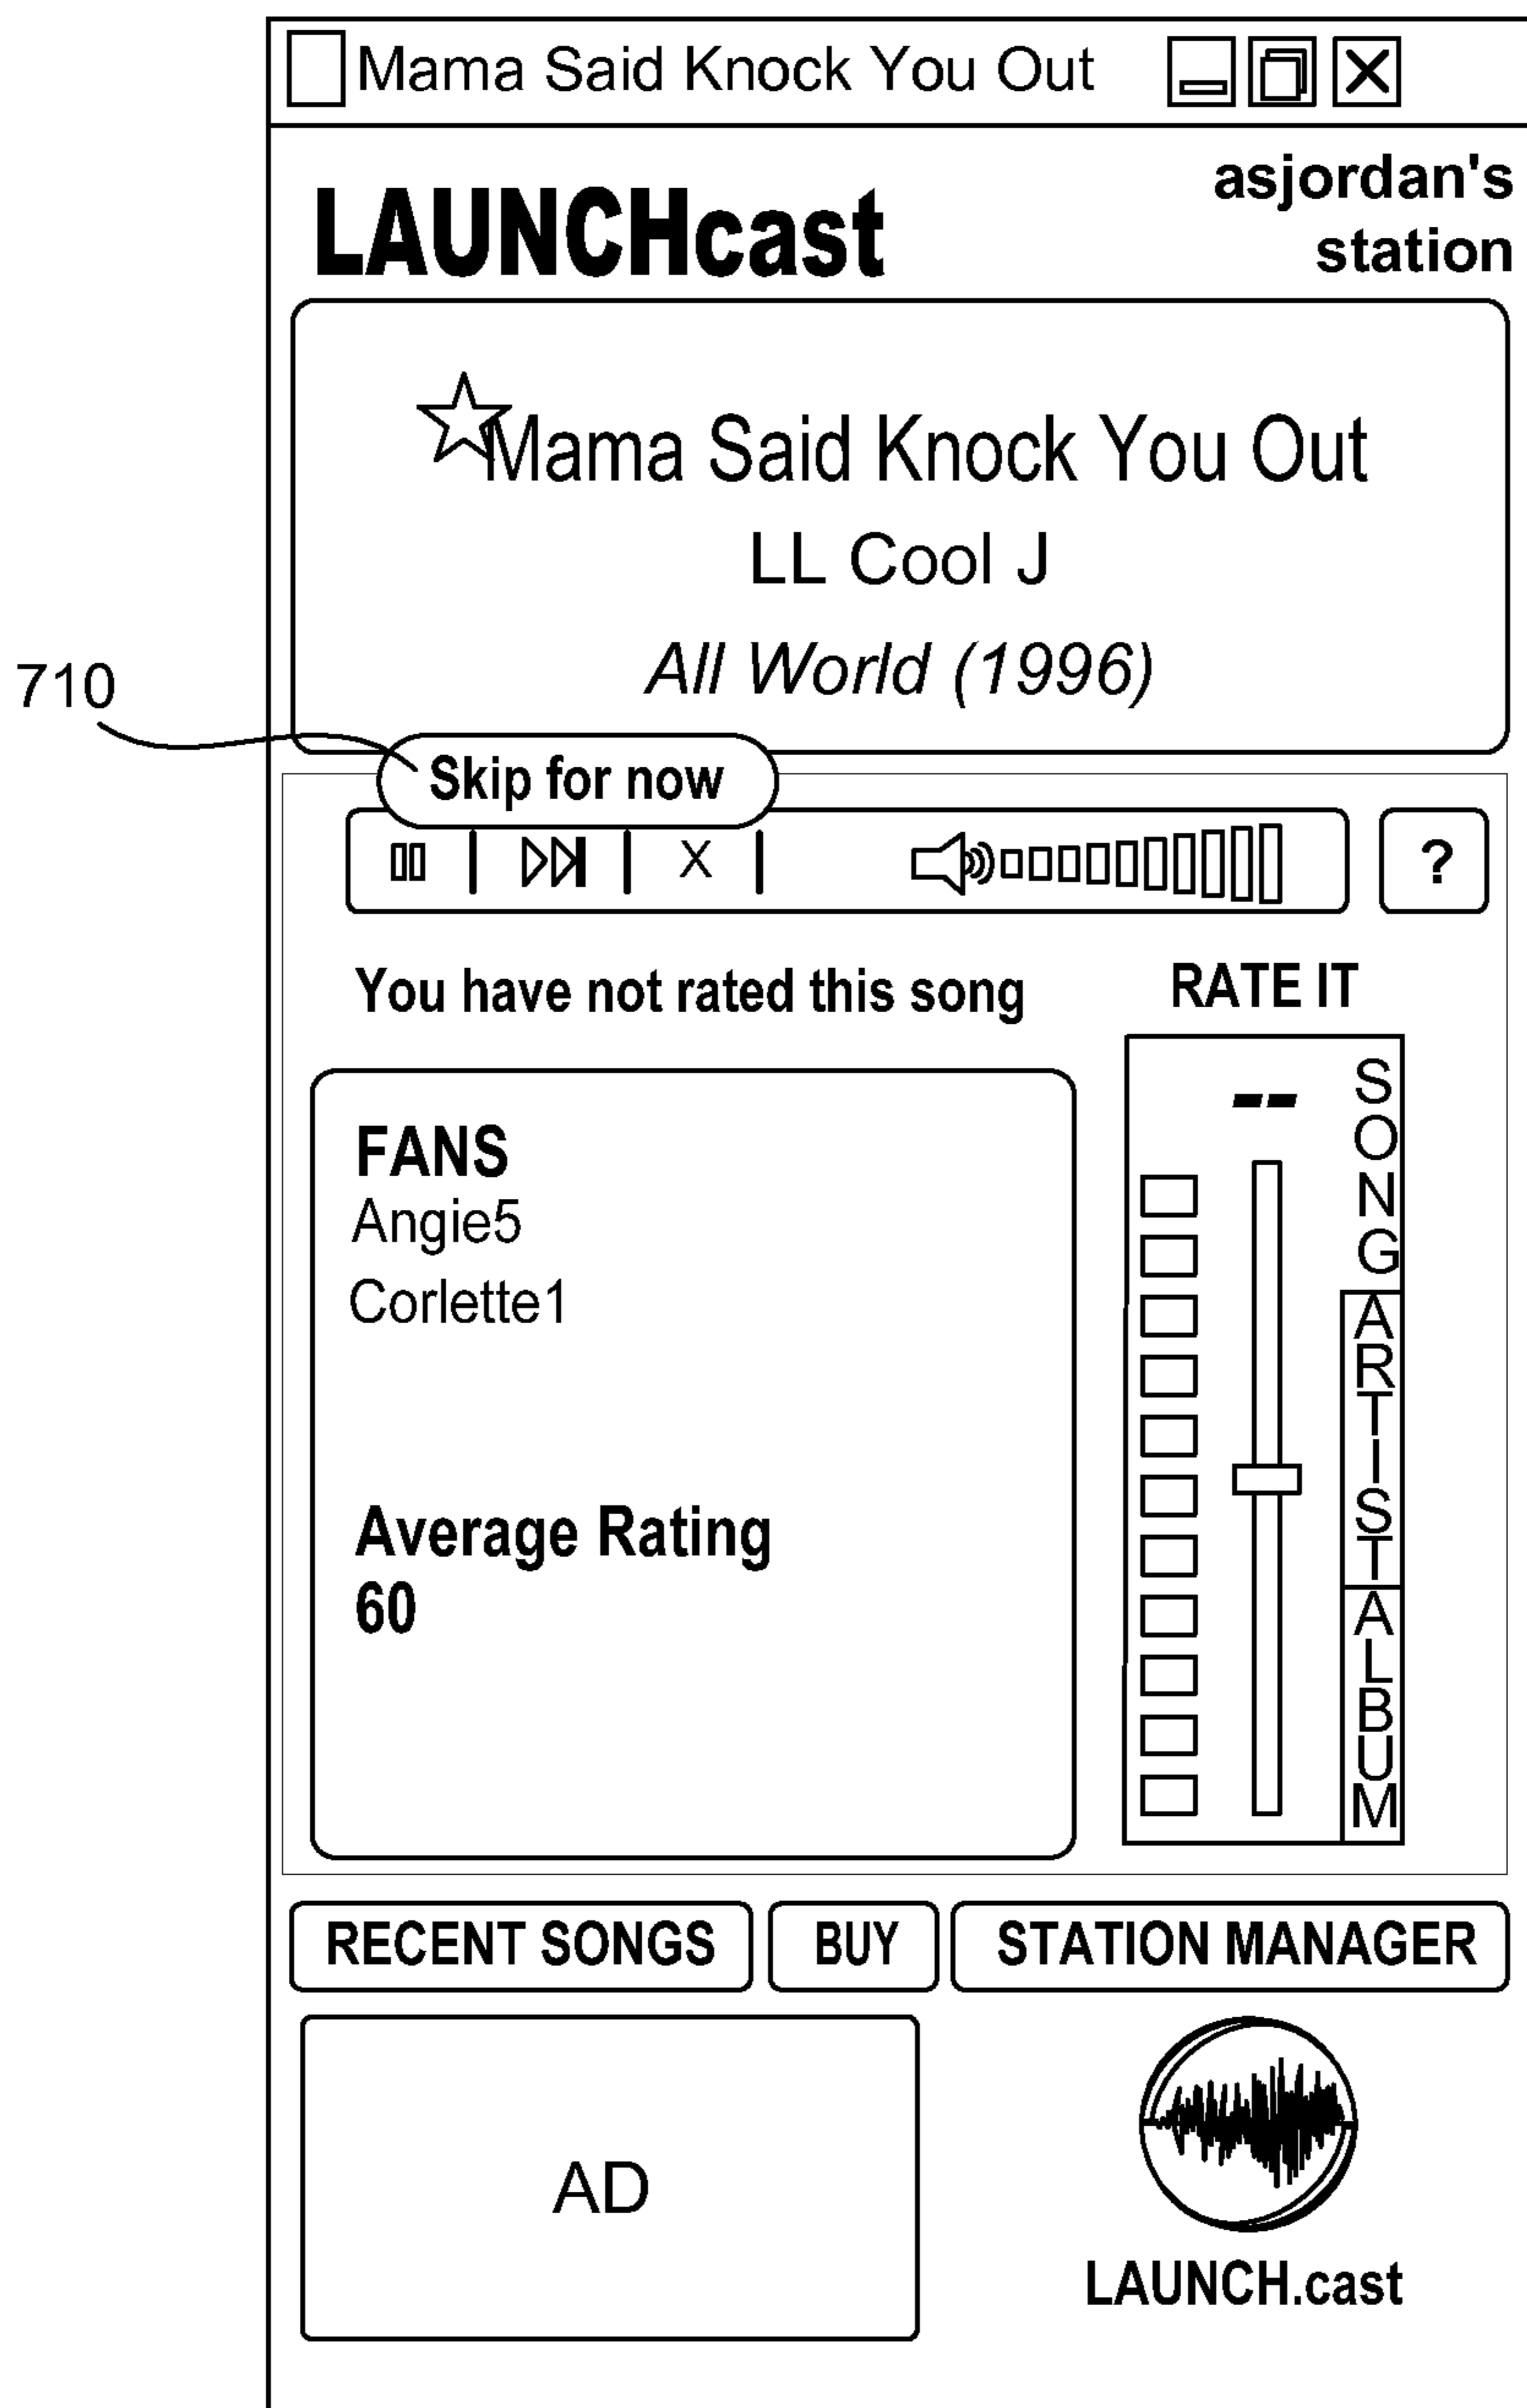 Mama Said Knock You Out
LAUNCHcast
asjordan's
station
Mama Said Knock You Out
LL Cool J
All World (1996)
710
Skip for now
X
?
You have not rated this song
RATE IT
--
FANS
Angie5
Corlette1
Average Rating
60
SONG
ARTIST
ALBUM
RECENT SONGS
BUY
STATION MANAGER
AD
LAUNCH.cast